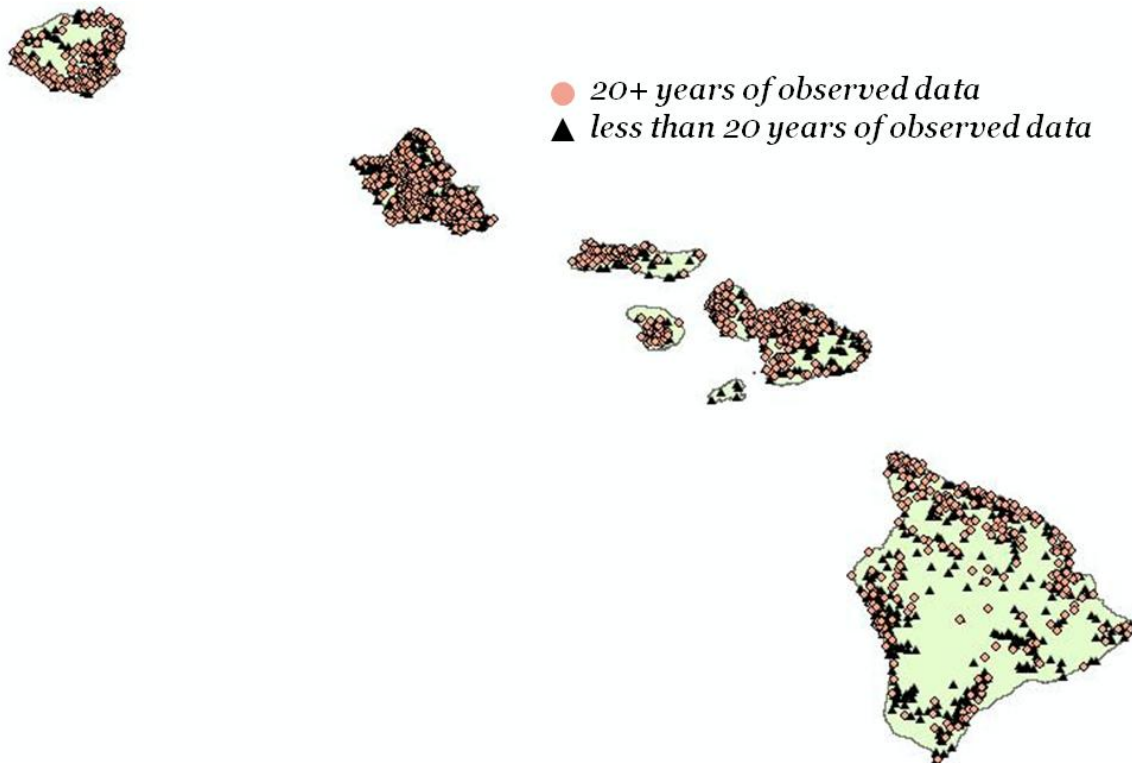 20+ years of observed data
less than 20 years of observed data